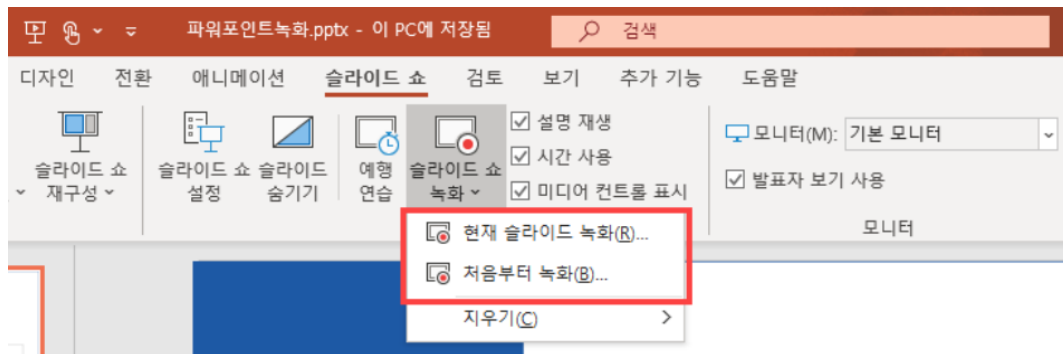 파워포인트녹화.pptx - 이 PC에 저장됨
검색
디자인 전환 애니메이션 슬라이드 쇼 검토 보기 추가 기능 도움말
슬라이드 쇼
재구성
슬라이드 쇼
설정
슬라이드
숨기기
예행
연습
슬라이드 쇼
녹화
설명 재생
시간 사용
미디어 컨트롤 표시
모니터(M): 기본 모니터
발표자 보기 사용
모니터
현재 슬라이드 녹화(R)...
처음부터 녹화(B)...
지우기(C)